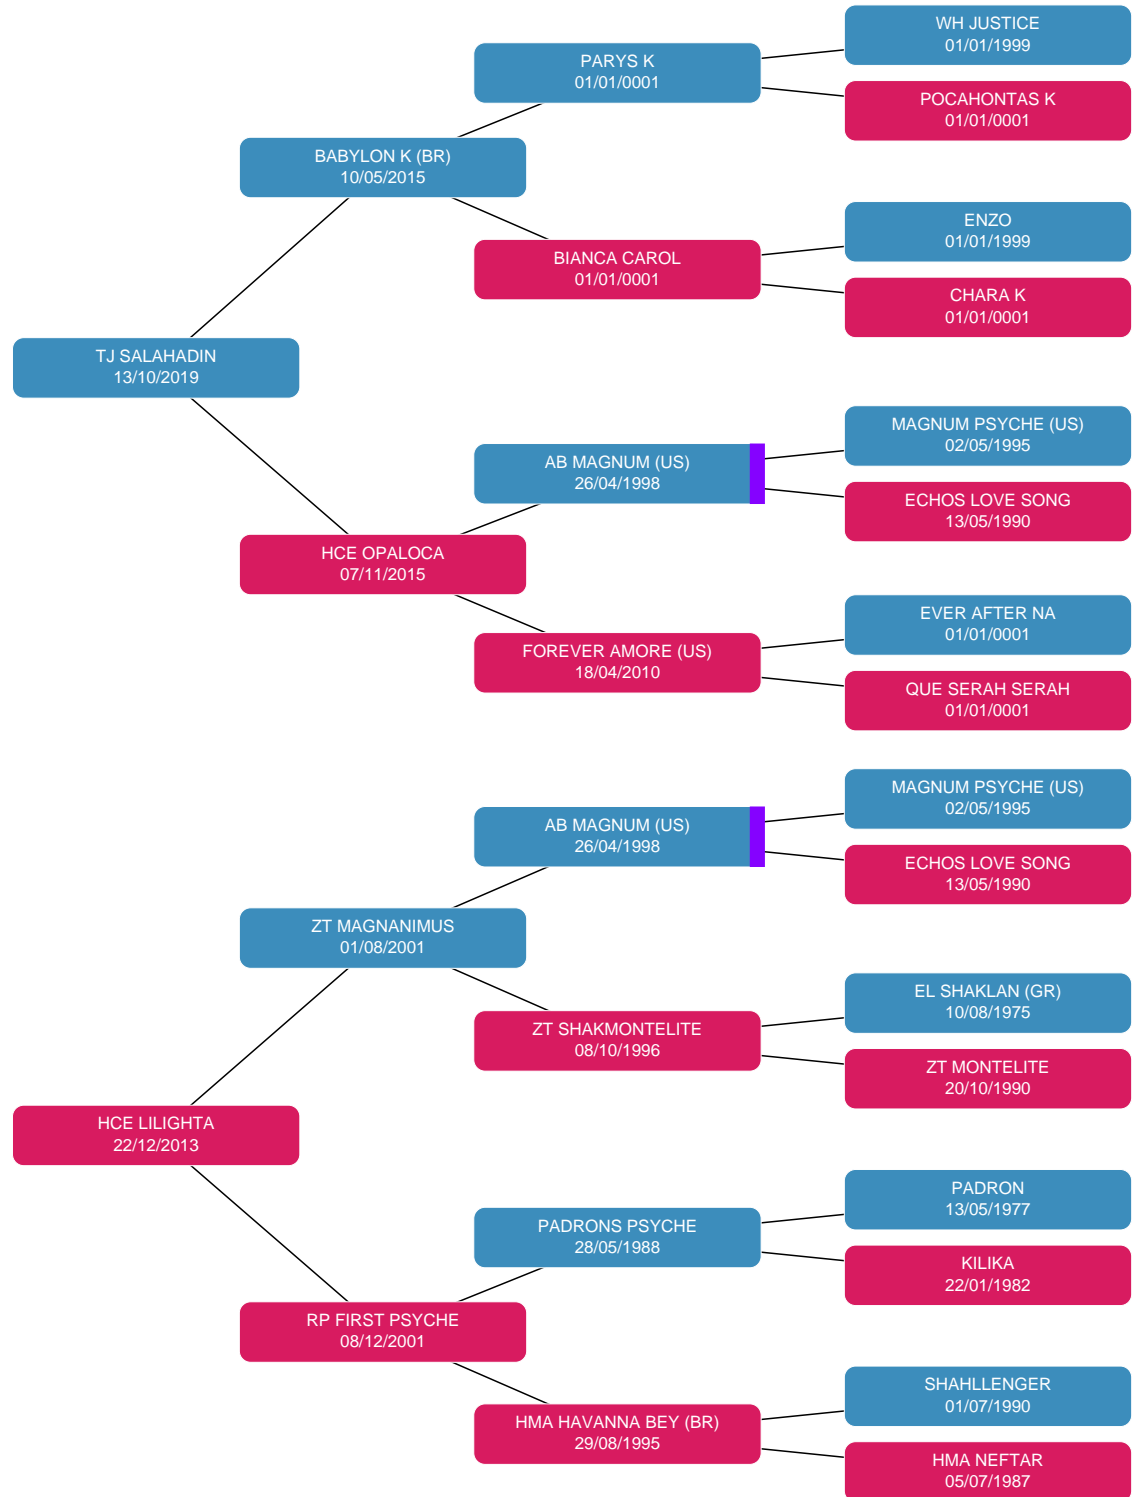 WH JUSTICE
01/01/1999
PARYS K
01/01/0001
POCAHONTAS K
01/01/0001
BABYLON K (BR)
10/05/2015
ENZO
01/01/1999
BIANCA CAROL
01/01/0001
CHARA K
01/01/0001
TJ SALAHADIN
13/10/2019
MAGNUM PSYCHE (US)
02/05/1995
AB MAGNUM (US)
26/04/1998
ECHOS LOVE SONG
13/05/1990
HCE OPALOCA
07/11/2015
EVER AFTER NA
01/01/0001
FOREVER AMORE (US)
18/04/2010
QUE SERAH SERAH
01/01/0001
MAGNUM PSYCHE (US)
02/05/1995
AB MAGNUM (US)
26/04/1998
ECHOS LOVE SONG
13/05/1990
ZT MAGNANIMUS
01/08/2001
EL SHAKLAN (GR)
10/08/1975
ZT SHAKMONTELITE
08/10/1996
ZT MONTELITE
20/10/1990
HCE LILIGHTA
22/12/2013
PADRON
13/05/1977
PADRONS PSYCHE
28/05/1988
KILIKA
22/01/1982
RP FIRST PSYCHE
08/12/2001
SHAHLLENGER
01/07/1990
HMA HAVANNA BEY (BR)
29/08/1995
HMA NEFTAR
05/07/1987